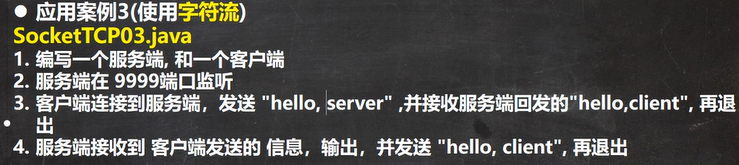 ● 应用案例3(使用字符流)
SocketTCP03.java
1. 编写一个服务端, 和一个客户端
2. 服务端在 9999端口监听
3. 客户端连接到服务端，发送 "hello, server" ,并接收服务端回发的"hello,client", 再退
出
4. 服务端接收到 客户端发送的 信息，输出，并发送 "hello, client", 再退出